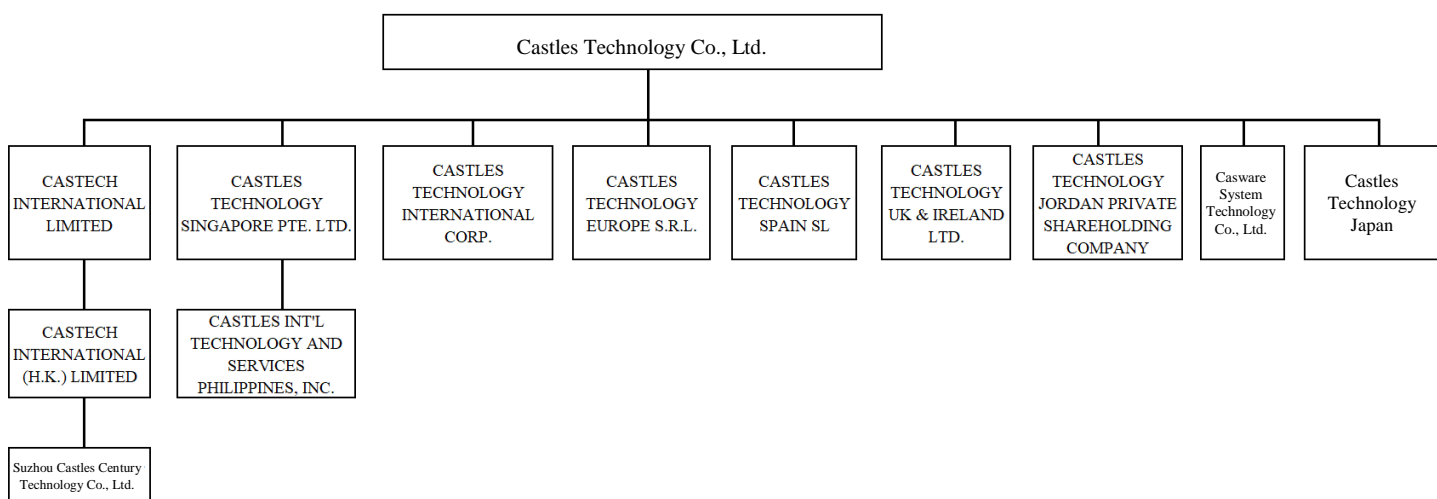 Castles Technology Co., Ltd.
CASTECH
INTERNATIONAL
LIMITED
CASTLES
TECHNOLOGY
SINGAPORE PTE. LTD.
CASTLES
TECHNOLOGY
INTERNATIONAL
CORP.
CASTLES
TECHNOLOGY
EUROPE S.R.L.
CASTLES
TECHNOLOGY
SPAIN SL
CASTLES
TECHNOLOGY
UK & IRELAND
LTD.
CASTLES
TECHNOLOGY
JORDAN PRIVATE
SHAREHOLDING
COMPANY
Casware
System
Technology
Co., Ltd.
Castles
Technology
Japan
CASTECH
INTERNATIONAL
(H.K.) LIMITED
CASTLES INT'L
TECHNOLOGY AND
SERVICES
PHILIPPINES, INC.
Suzhou Castles Century
Technology Co., Ltd.